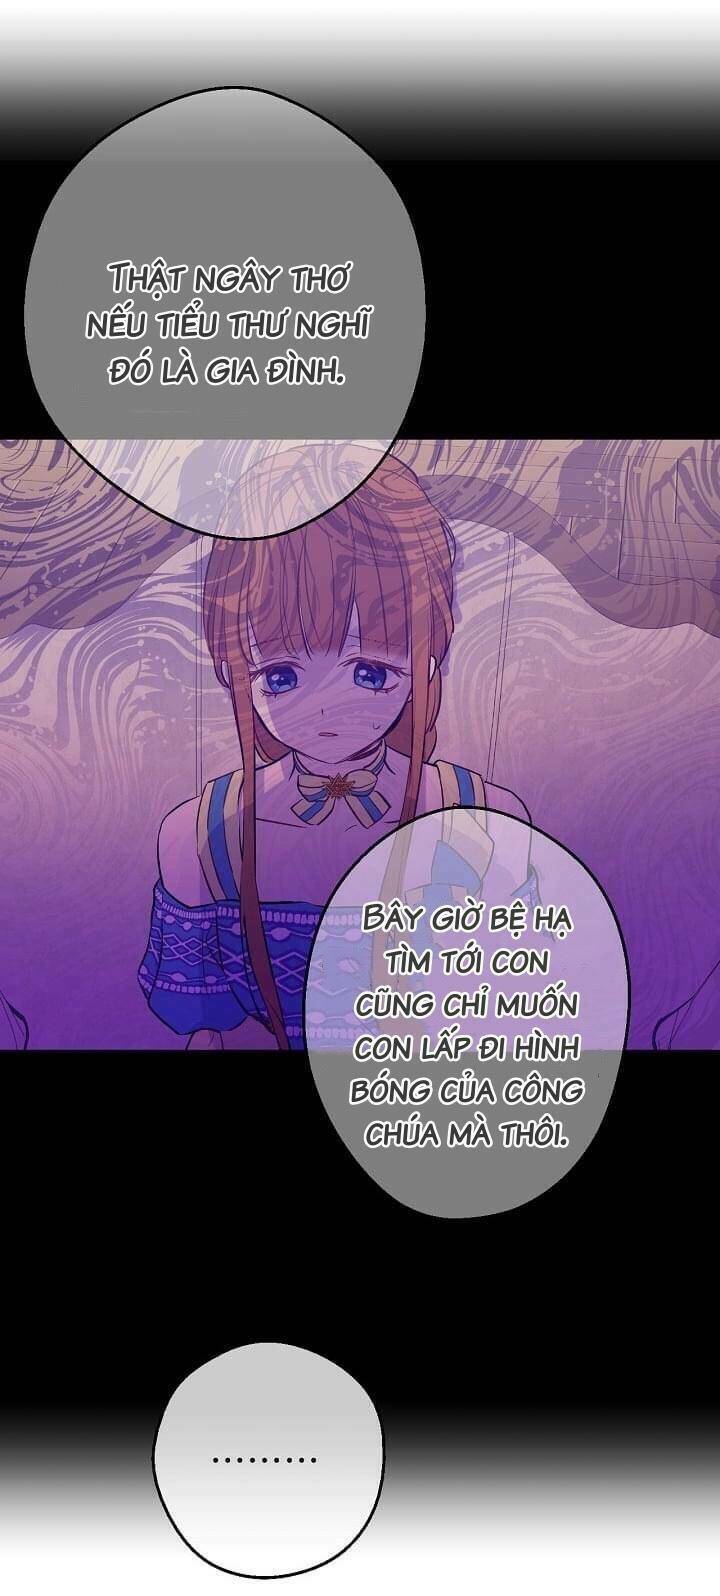 THẬT NGÂY THƠ
NẾU TIỂU THƯ NGHĨ
ĐÓ LÀ GIA ĐÌNH.
BÂY GIỜ BỆ HẠ
TÌM TỚI CON
CŨNG CHỈ MUỐN
CON LẤP ĐI HÌNH
BÓNG CỦA CÔNG
CHÚA MÀ THÔI.
.........